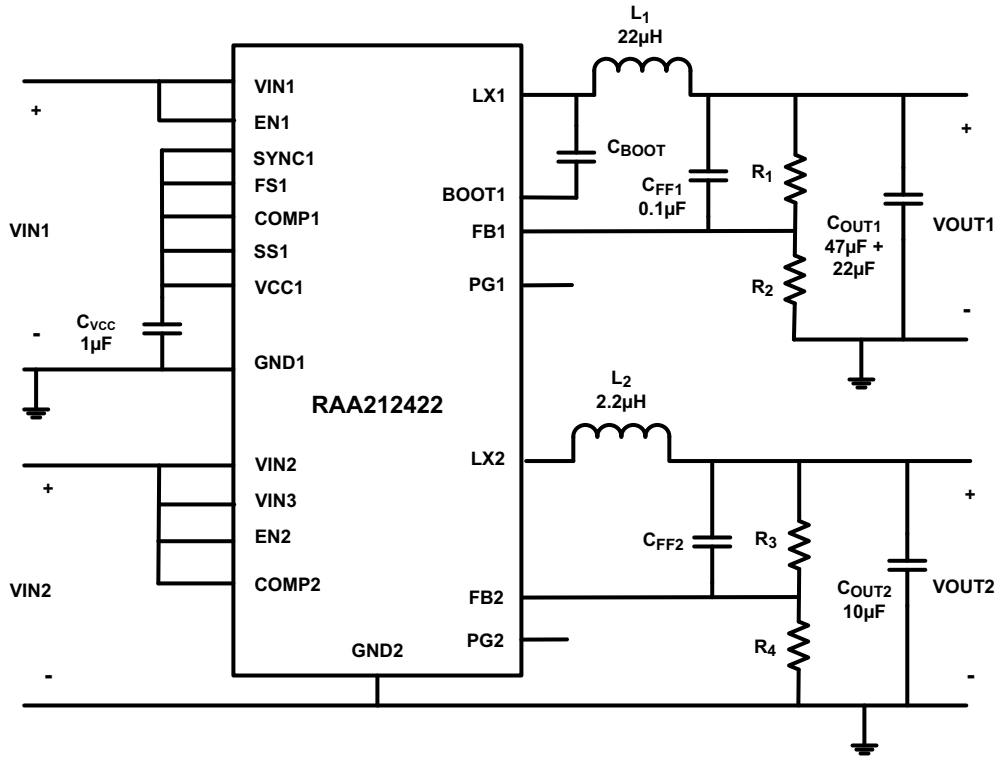 L1
22µH
VIN1
LX1
+
EN1
CBOOT
+
SYNC1
FS1
R1
BOOT1
CFF1
0.1µF
COMP1
VIN1
FB1
COUT1
47µF +
22µF
VOUT1
SS1
VCC1
PG1
R2
-
CVCC
1µF
-
GND1
L2
2.2µH
RAA212422
VIN2
LX2
+
+
VIN3
EN2
CFF2
R3
COMP2
VIN2
FB2
COUT2
10µF
VOUT2
PG2
R4
GND2
-
-